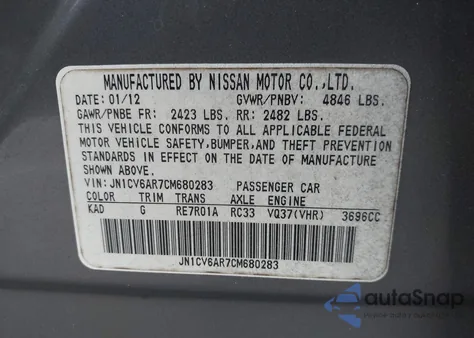 MANUFACTURED BY NISSAN MOTOR CO.,LTD.
DATE: 01/12 GVWR/PNBV: 4846 LBS.
GAWR/PNBE FR: 2423 LBS. RR: 2482 LBS.
THIS VEHICLE CONFORMS TO ALL APPLICABLE FEDERAL
MOTOR VEHICLE SAFETY,BUMPER,AND THEFT PREVENTION
STANDARDS IN EFFECT ON THE DATE OF MANUFACTURE
SHOWN ABOVE.
VIN: JN1CV6AR7CM680283 PASSENGER CAR
COLOR TRIM TRANS AXLE ENGINE
KAD G RE7R01A RC33 VQ37(VHR) 3696CC
JN1CV6AR7CM680283
autoSnap